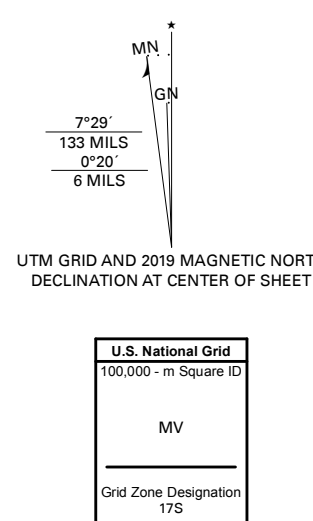 MN
GN
7°29´
133 MILS
0°20´
6 MILS
UTM GRID AND 2019 MAGNETIC NORT
DECLINATION AT CENTER OF SHEET
U.S. National Grid
100,000 - m Square ID
MV
Grid Zone Designation
17S